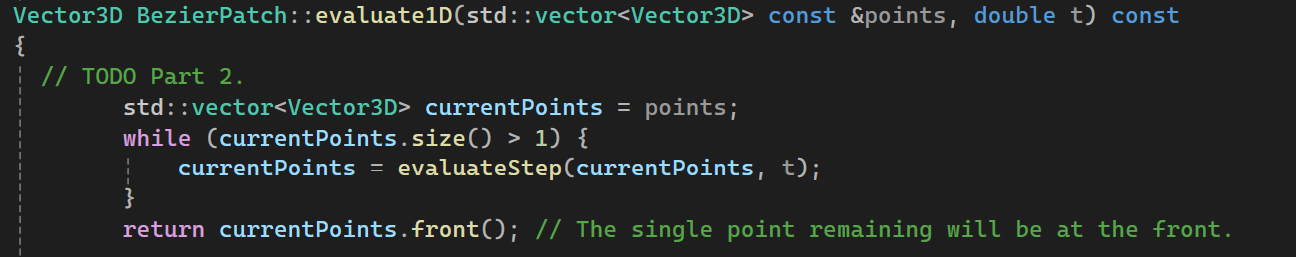 Vector3D BezierPatch::evaluate1D(std::vector<Vector3D> const &points, double t) const
{
// TODO Part 2.
std::vector<Vector3D> currentPoints = points;
while (currentPoints.size() > 1) {
currentPoints = evaluateStep(currentPoints, t);
}
return currentPoints.front(); // The single point remaining will be at the front.